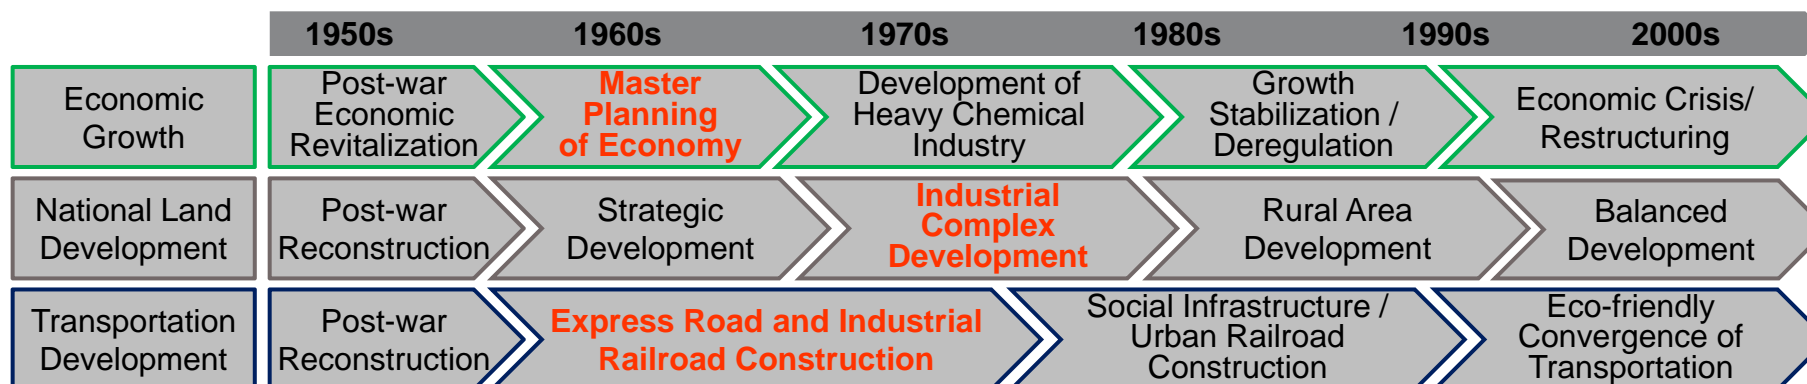 1950s 1960s 1970s 1980s 1990s 2000s
Economic
Growth
Post-war
Economic
Revitalization
Master
Planning
of Economy
Development of
Heavy Chemical
Industry
Growth
Stabilization /
Deregulation
Economic Crisis/
Restructuring
National Land
Development
Post-war
Reconstruction
Strategic
Development
Industrial
Complex
Development
Rural Area
Development
Balanced
Development
Transportation
Development
Post-war
Reconstruction
Express Road and Industrial
Railroad Construction
Social Infrastructure /
Urban Railroad
Construction
Eco-friendly
Convergence of
Transportation